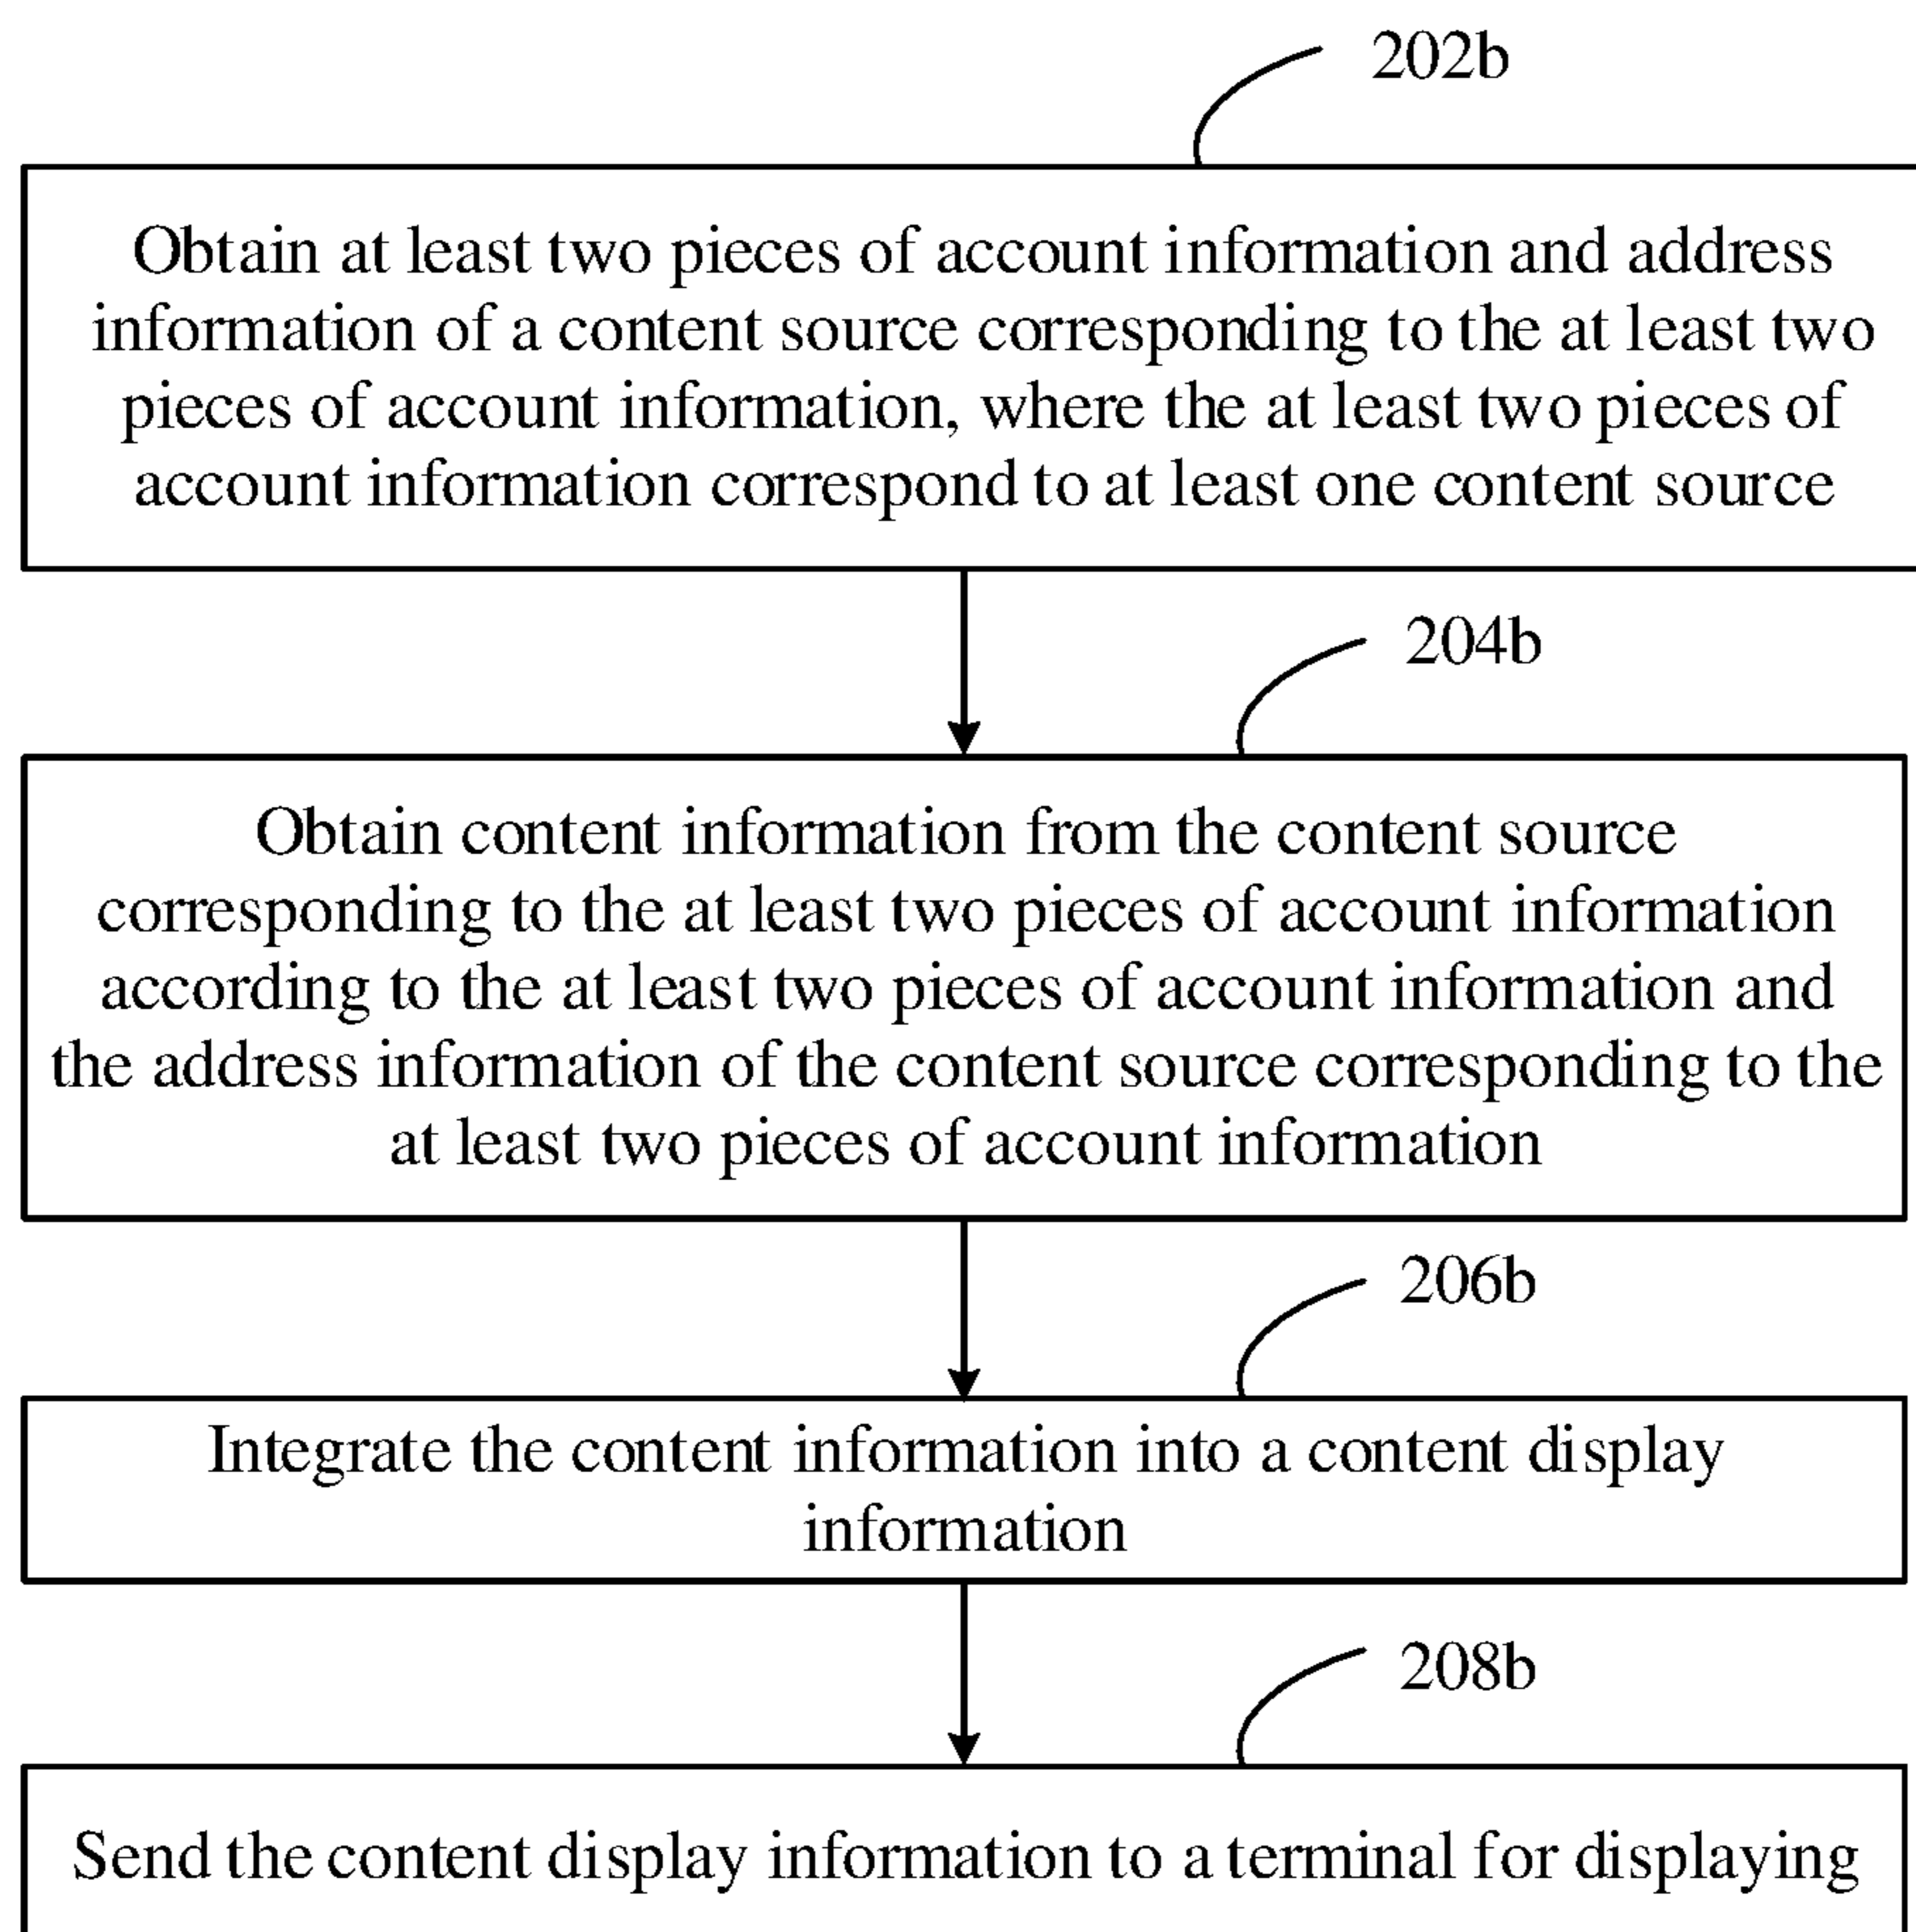 202b
Obtain at least two pieces of account information and address
information of a content source corresponding to the at least two
pieces of account information, where the at least two pieces of
account information correspond to at least one content source
204b
Obtain content information from the content source
corresponding to the at least two pieces of account information
according to the at least two pieces of account information and
the address information of the content source corresponding to the
at least two pieces of account information
206b
Integrate the content information into a content display
information
208b
Send the content display information to a terminal for displaying